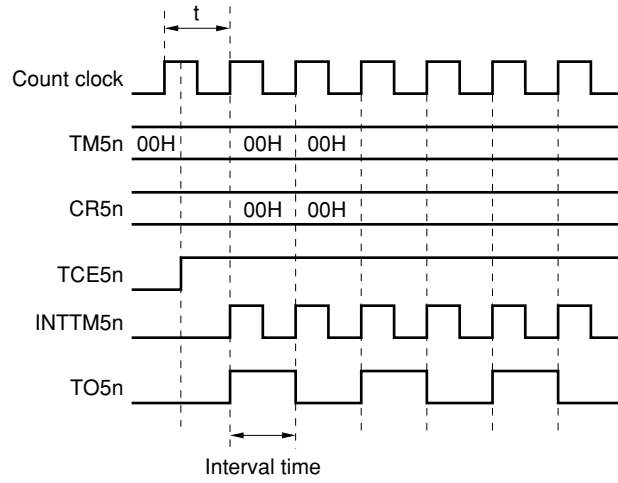 t
Count clock
TM5n 00H 00H 00H
CR5n 00H 00H
TCE5n
INTTM5n
TO5n
Interval time